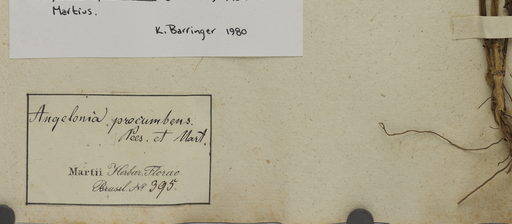 Martius.
K. Barringer 1980
Angelonia procumbens.
Nees. et Mart.
Martii Herbar. Florae
Brasil. No 395.